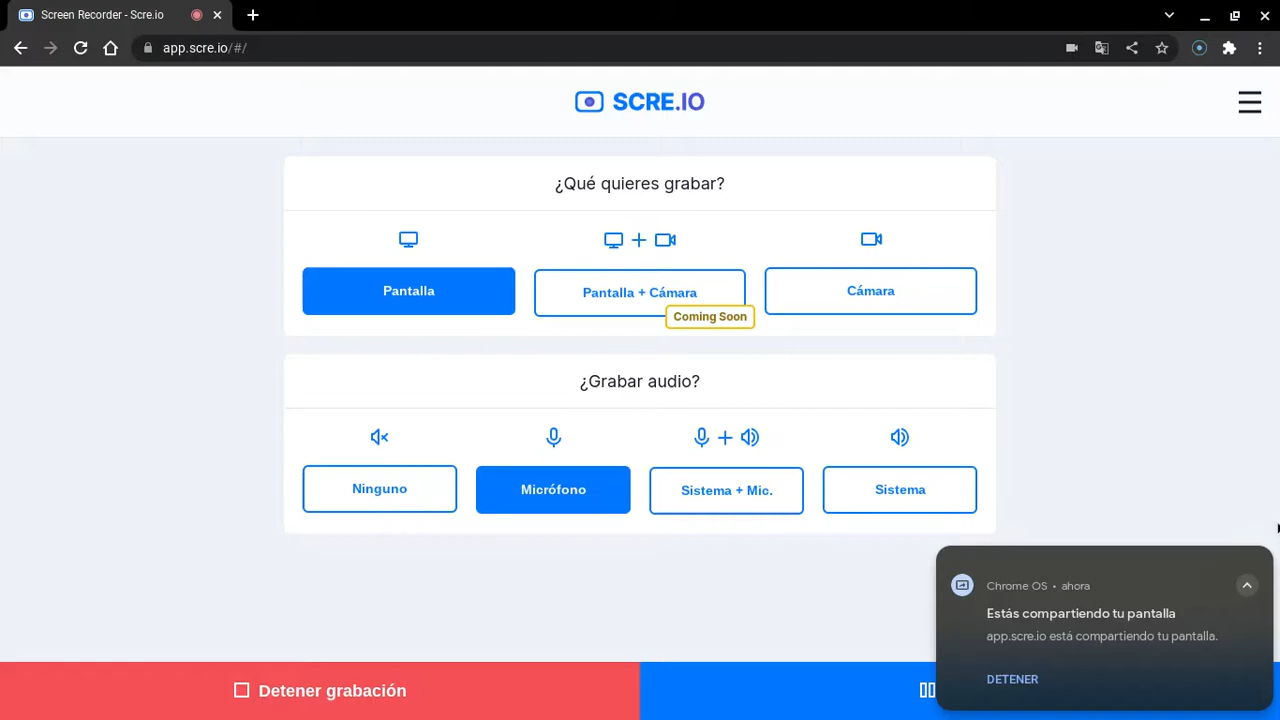 Screen Recorder - Scre.io
app.scre.io/#/
SCRE.IO
¿Qué quieres grabar?
Pantalla
Pantalla + Cámara
Cámara
Coming Soon
¿Grabar audio?
Ninguno
Micrófono
Sistema + Mic.
Sistema
Chrome OS • ahora
Estás compartiendo tu pantalla
app.scre.io está compartiendo tu pantalla.
DETENER
Detener grabación